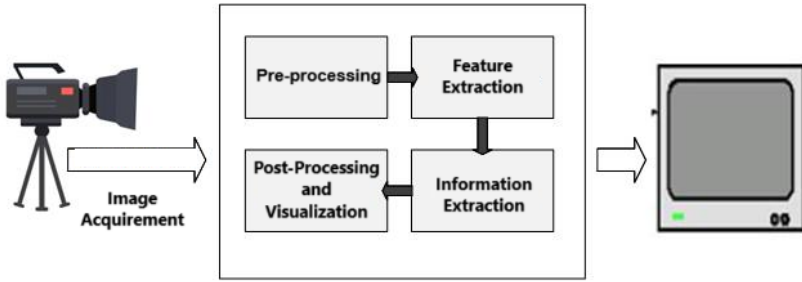 Pre-processing
Feature
Extraction
Post-Processing
and
Visualization
Information
Extraction
Image
Acquirement